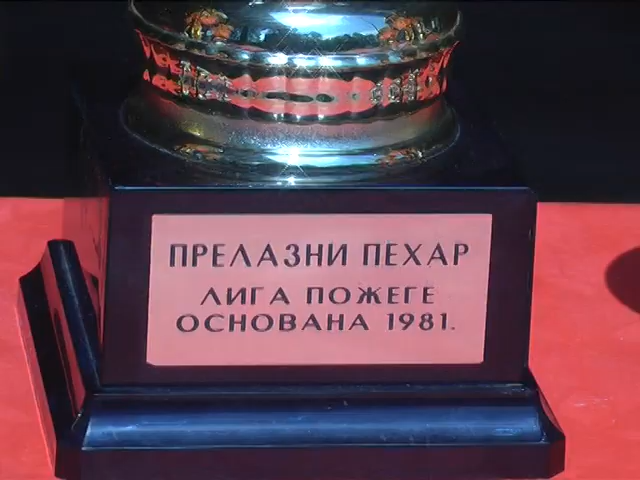 ПРЕЛАЗНИ ПЕХАР
ЛИГА ПОЖЕГЕ
ОСНОВАНА 1981.